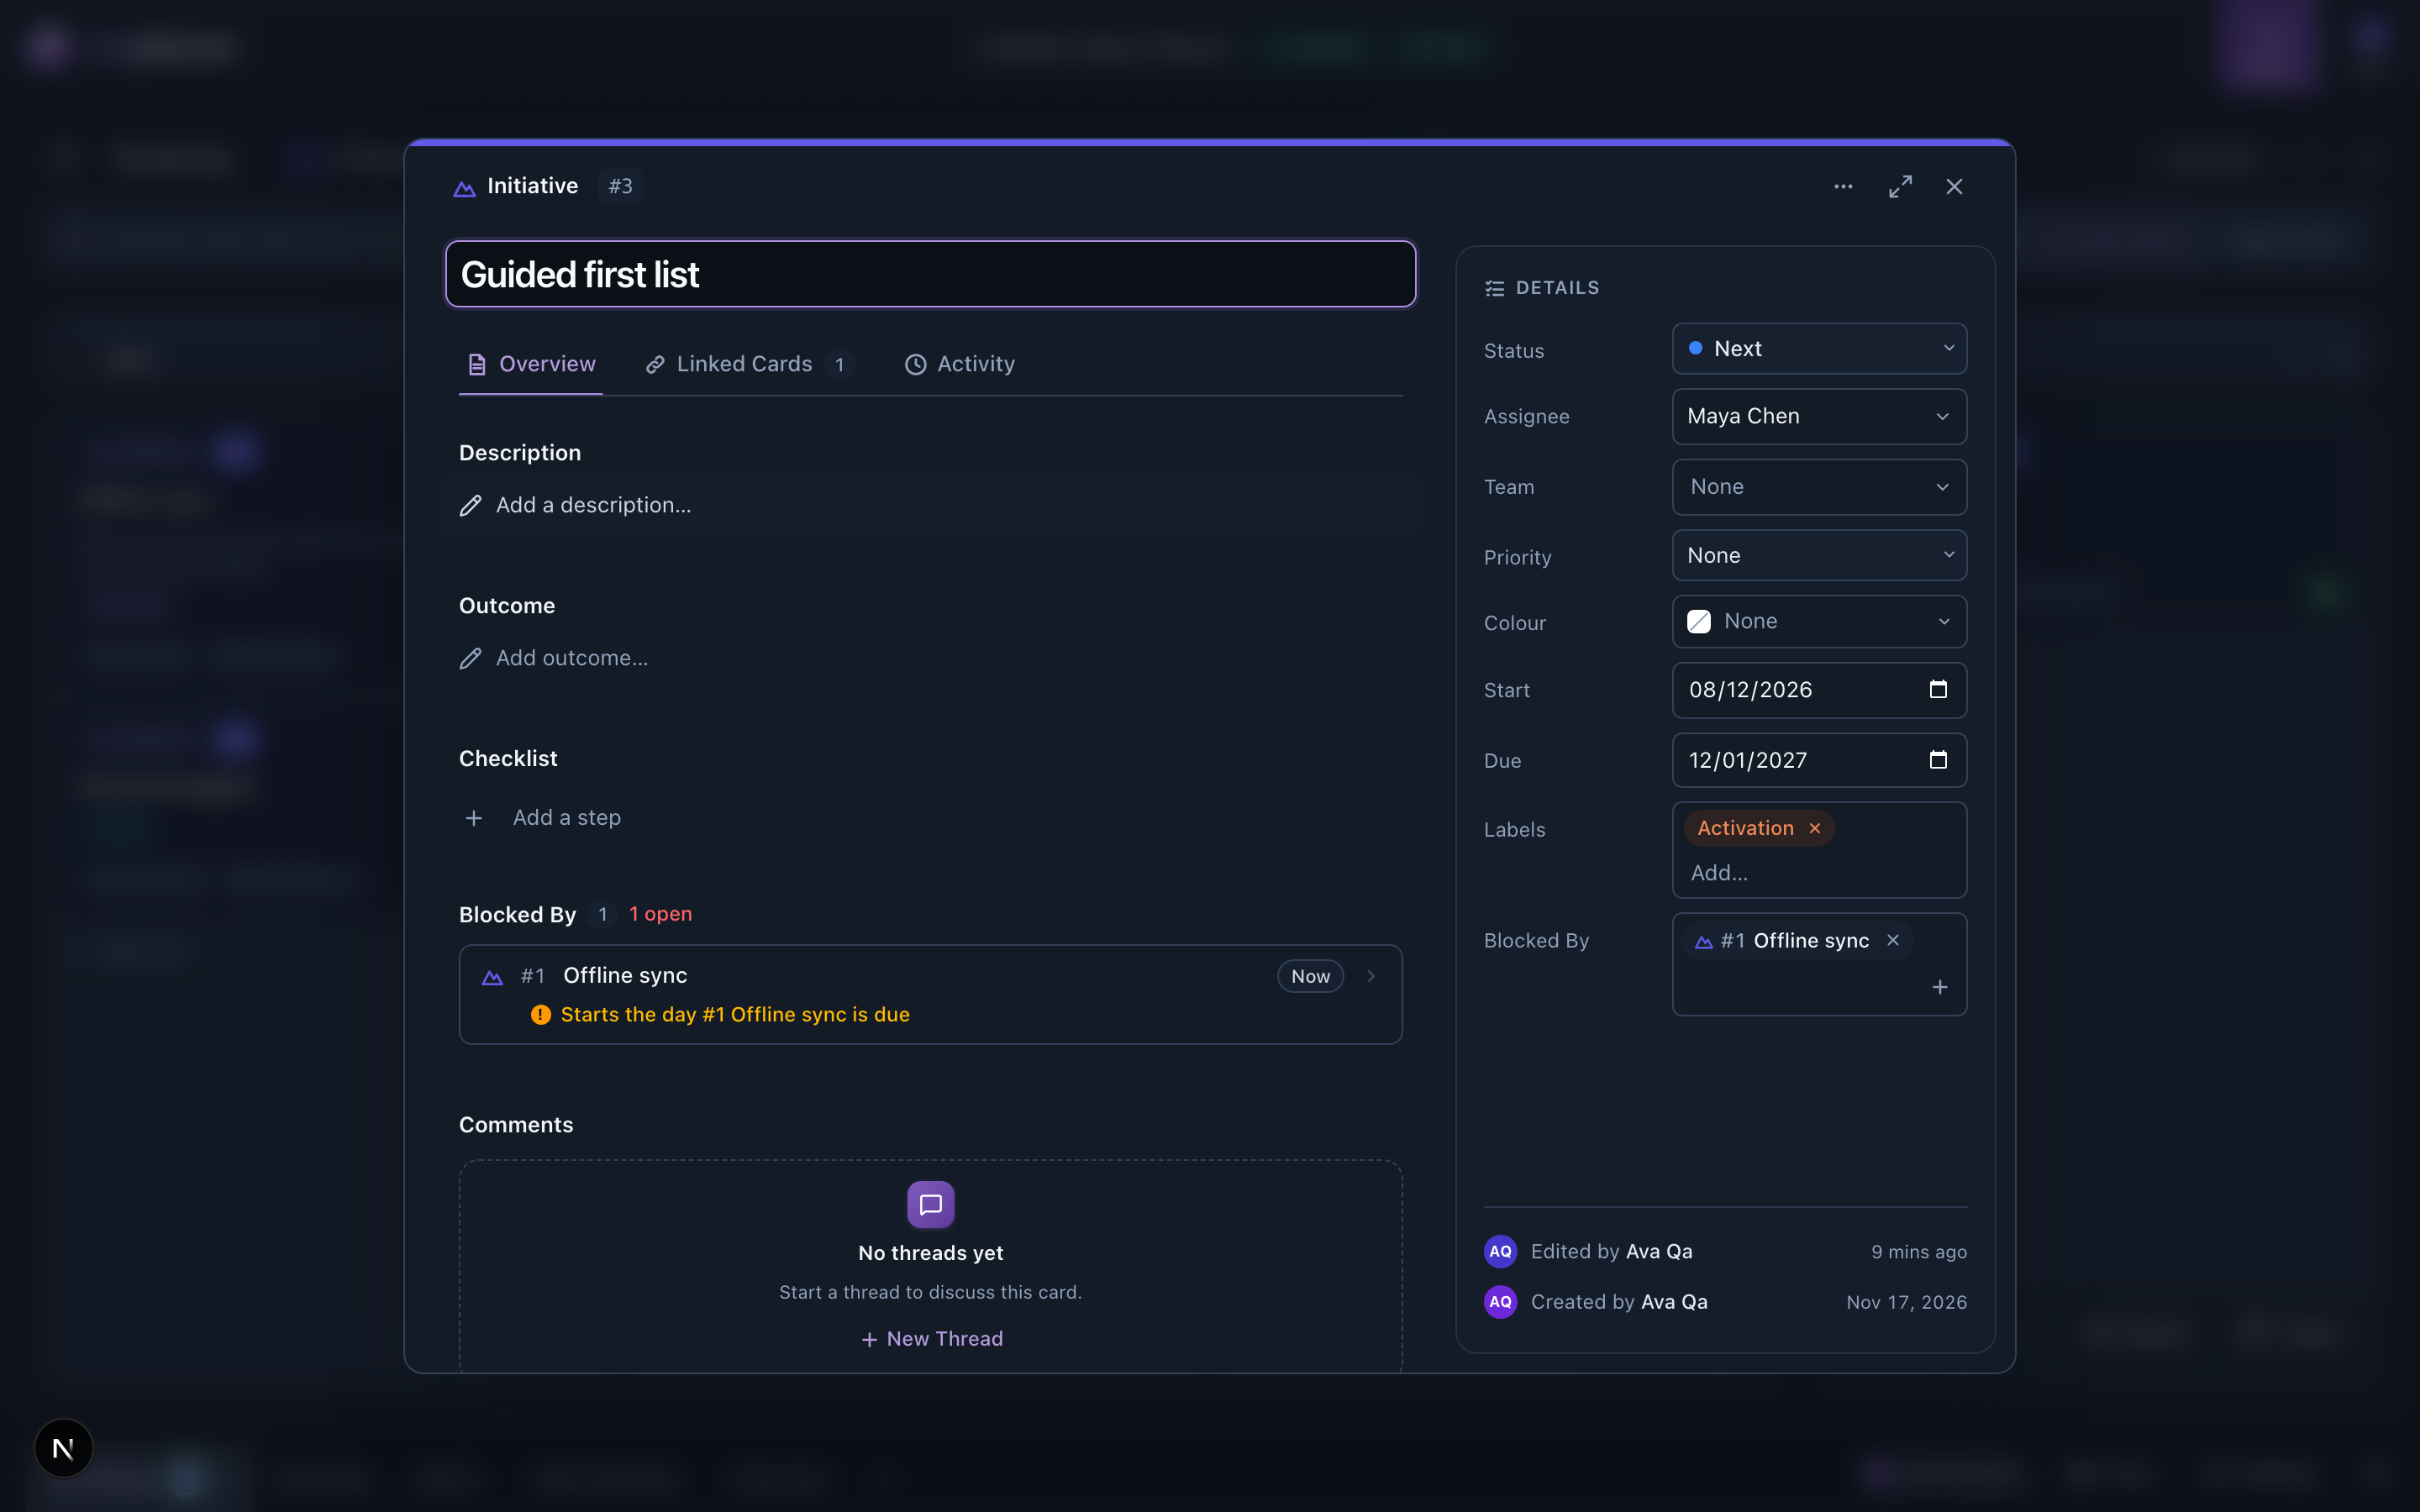 Initiative #3
Guided first list
Overview
Linked Cards 1
Activity
Description
Add a description...
Outcome
Add outcome...
Checklist
Add a step
Blocked By 1 1 open
#1 Offline sync
Now
Starts the day #1 Offline sync is due
Comments
No threads yet
Start a thread to discuss this card.
New Thread
DETAILS
Status
Next
Assignee
Maya Chen
Team
None
Priority
None
Colour
None
Start
08/12/2026
Due
12/01/2027
Labels
Activation
Add...
Blocked By
#1 Offline sync
AQ
Edited by Ava Qa
9 mins ago
AQ
Created by Ava Qa
Nov 17, 2026
N